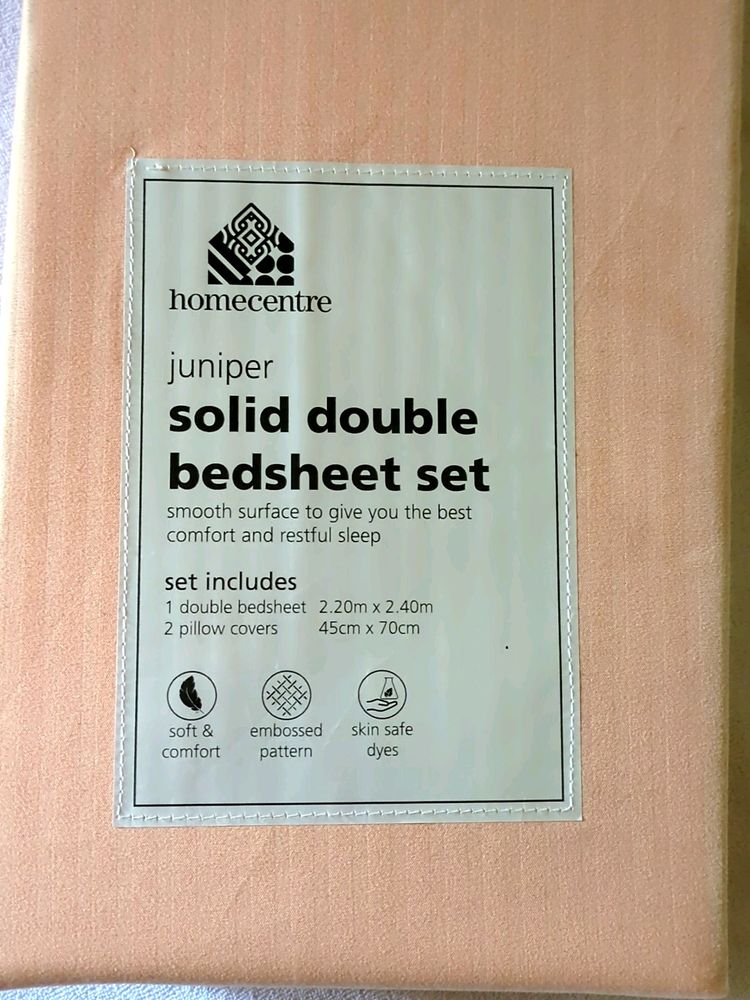 homecentre
juniper
solid double
bedsheet set
smooth surface to give you the best
comfort and restful sleep
set includes
1 double bedsheet 2.20m x 2.40m
2 pillow covers 45cm x 70cm
soft & comfort
embossed pattern
skin safe dyes